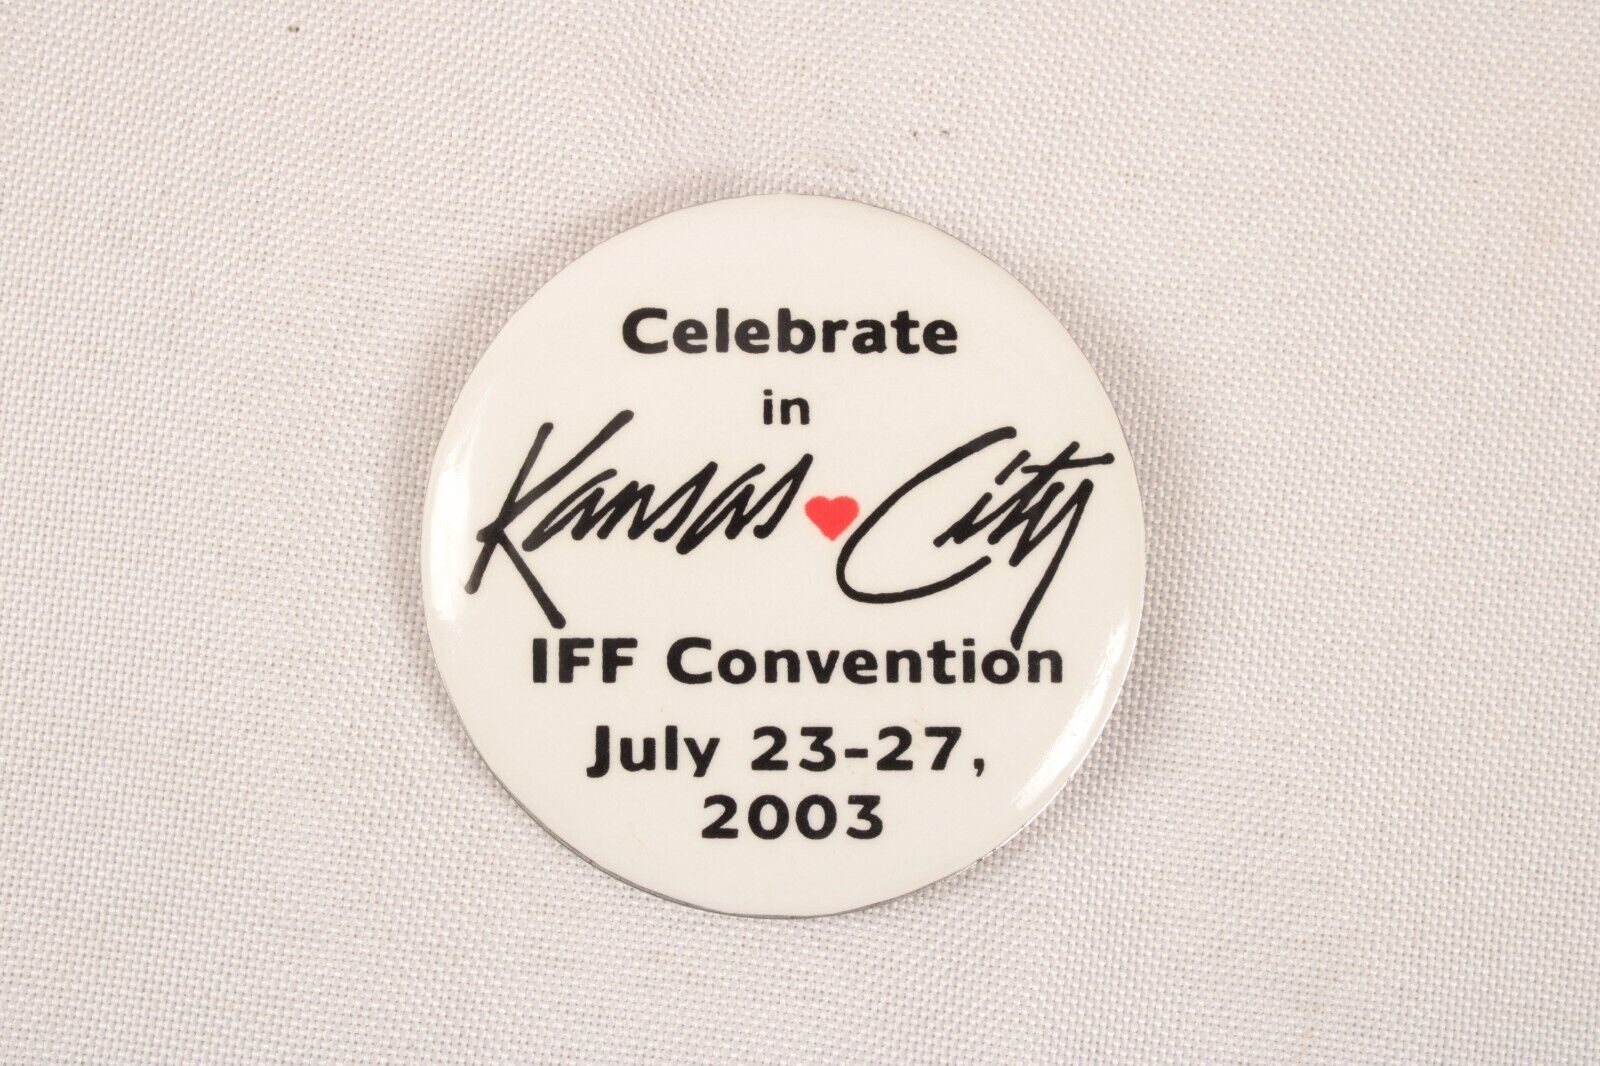 Celebrate
in
Kansas City
IFF Convention
July 23-27,
2003